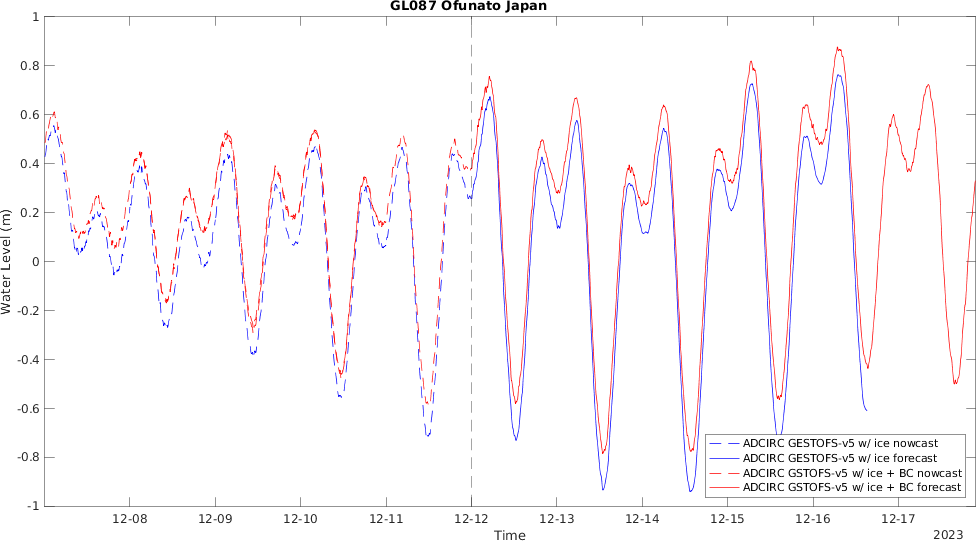 GL087 Ofunato Japan
Water Level (m)
1
0.8
0.6
0.4
0.2
0
-0.2
-0.4
-0.6
-0.8
-1
ADCIRC GESTOFS-v5 w/ ice nowcast
ADCIRC GESTOFS-v5 w/ ice forecast
ADCIRC GSTOFS-v5 w/ ice + BC nowcast
ADCIRC GSTOFS-v5 w/ ice + BC forecast
12-08 12-09 12-10 12-11 12-12 12-13 12-14 12-15 12-16 12-17
Time
2023